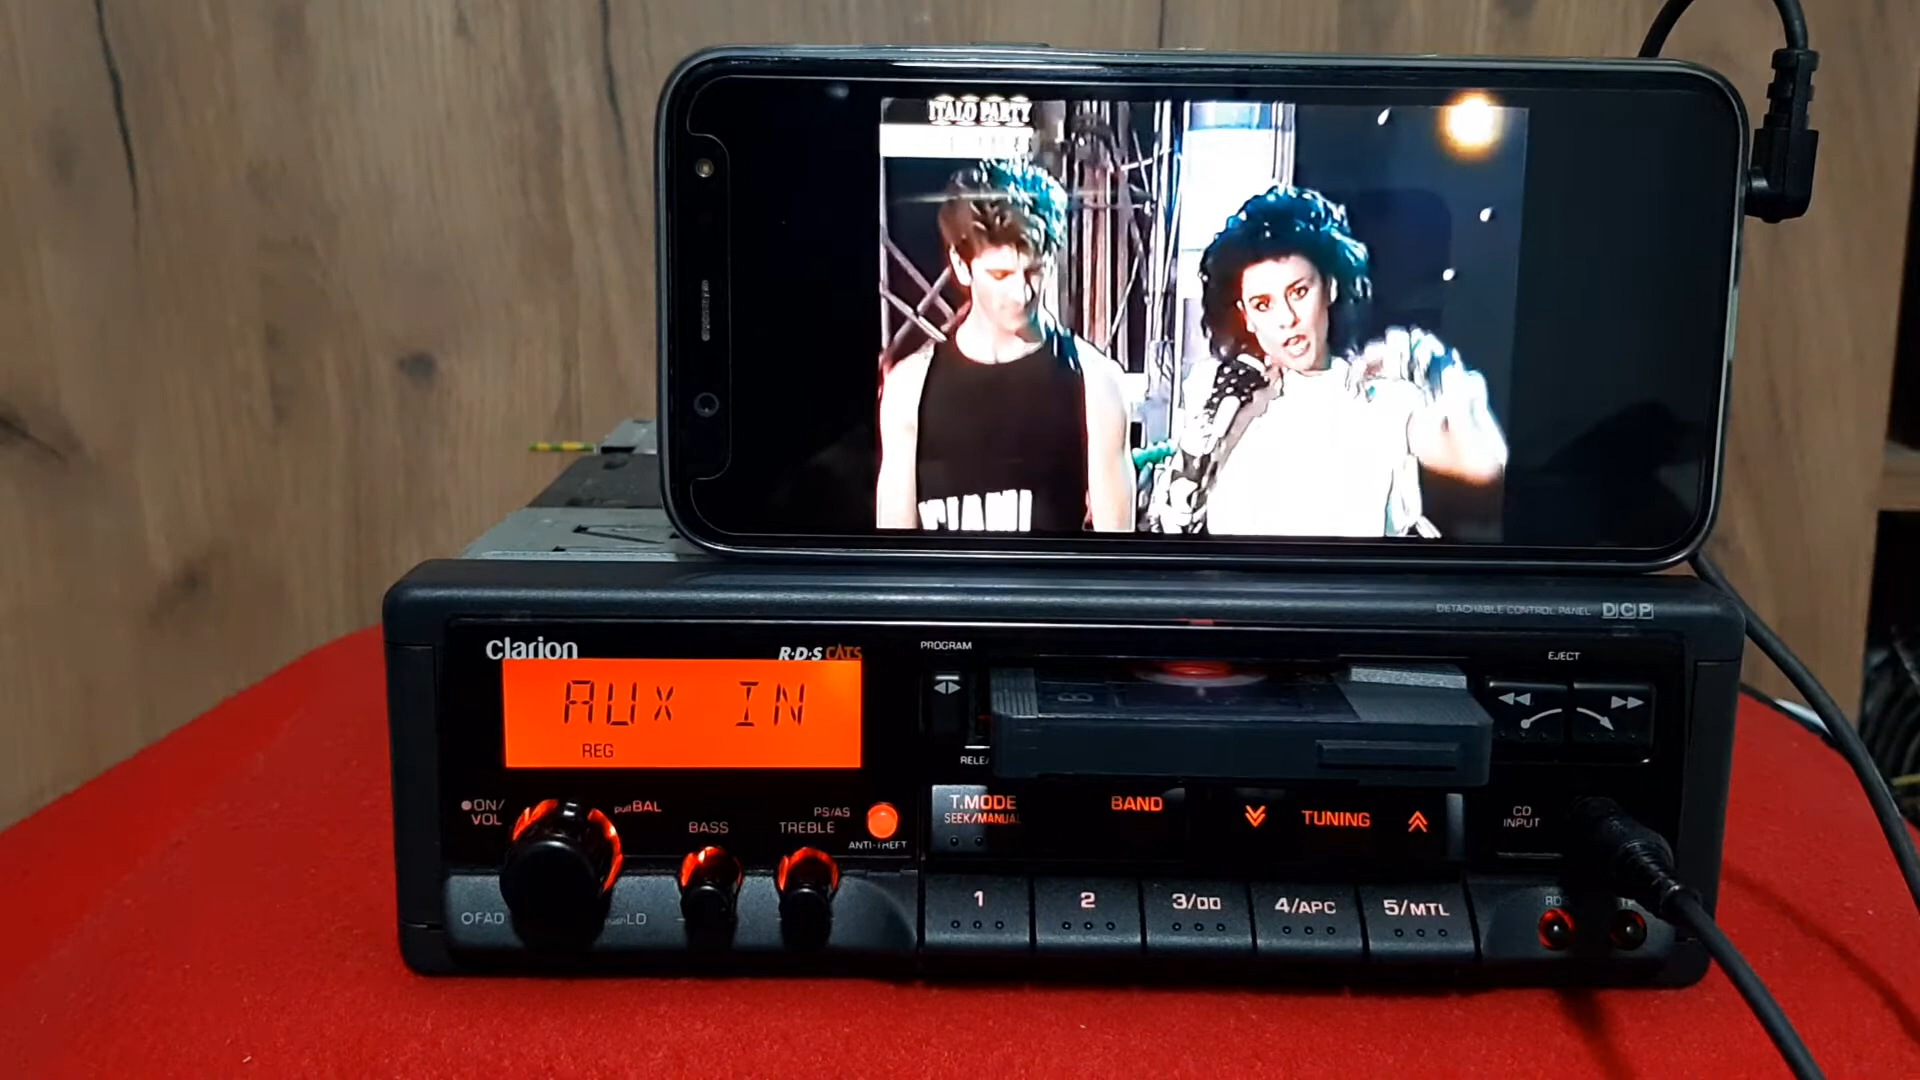 ITALO PARTY
DETACHABLE CONTROL PANEL DCP
clarion
R·D·S CATS
PROGRAM
EJECT
AUX IN
REG
B
ON/
VOL
pull BAL
BASS
PS/AS
TREBLE
ANTI-THEFT
T.MODE
SEEK/MANUAL
BAND
TUNING
CD
INPUT
FAD
LD
1
2
3/
4/APC
5/MTL